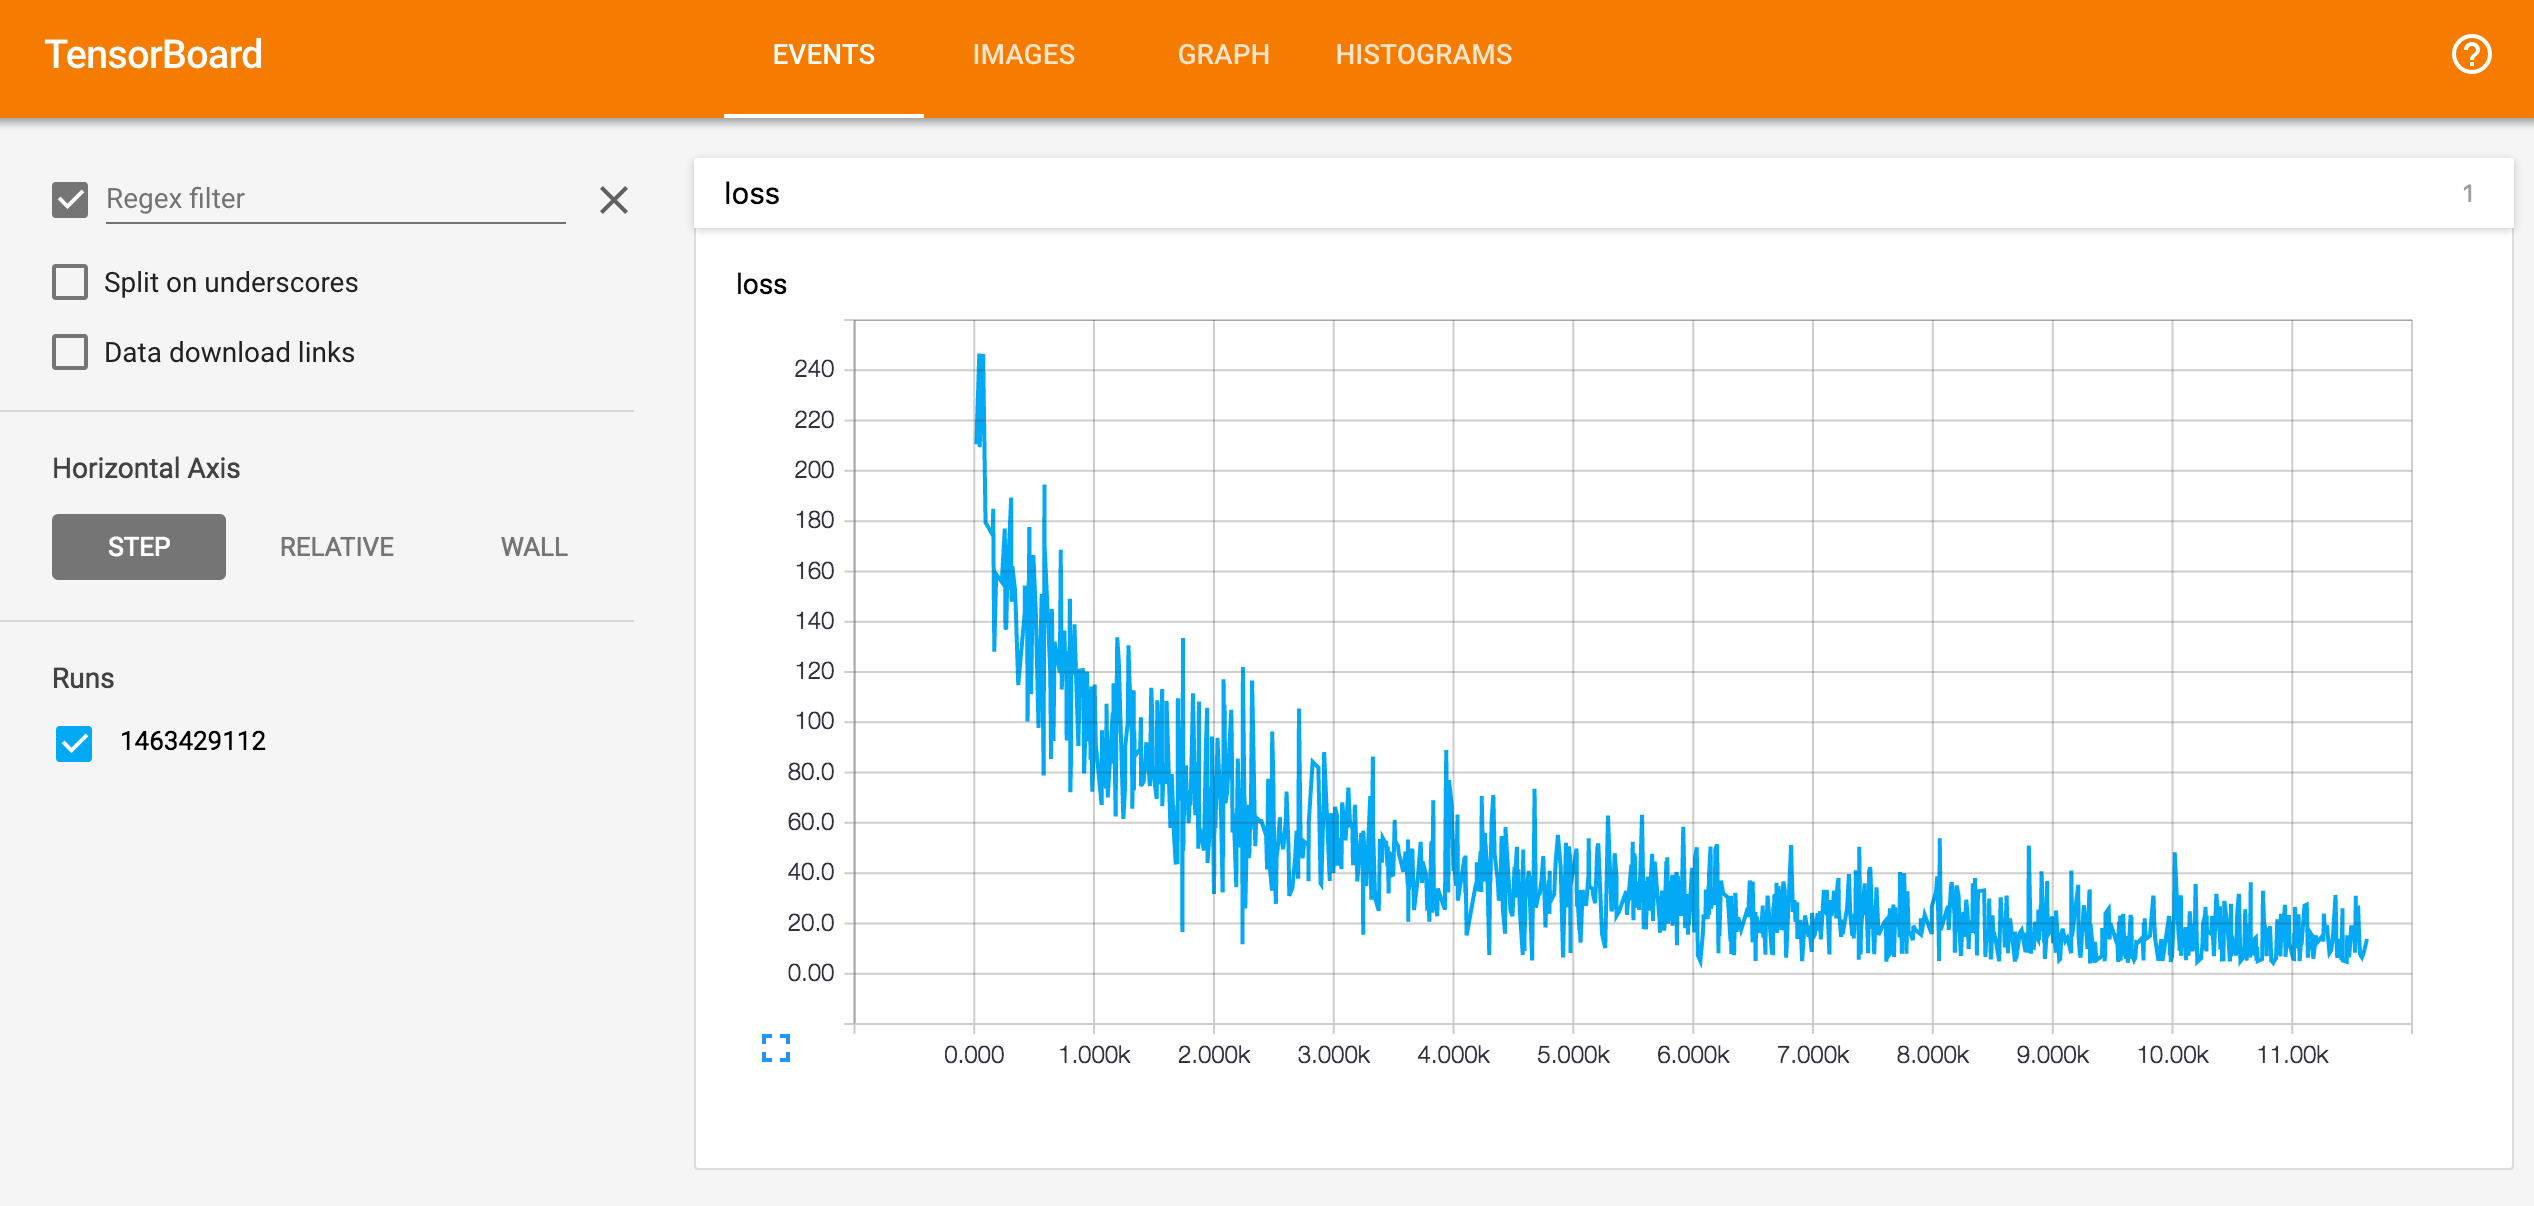 TensorBoard
EVENTS IMAGES GRAPH HISTOGRAMS
Regex filter
Split on underscores
Data download links
Horizontal Axis
STEP RELATIVE WALL
Runs
1463429112
loss 1
loss
240
220
200
180
160
140
120
100
80.0
60.0
40.0
20.0
0.00
0.000 1.000k 2.000k 3.000k 4.000k 5.000k 6.000k 7.000k 8.000k 9.000k 10.00k 11.00k